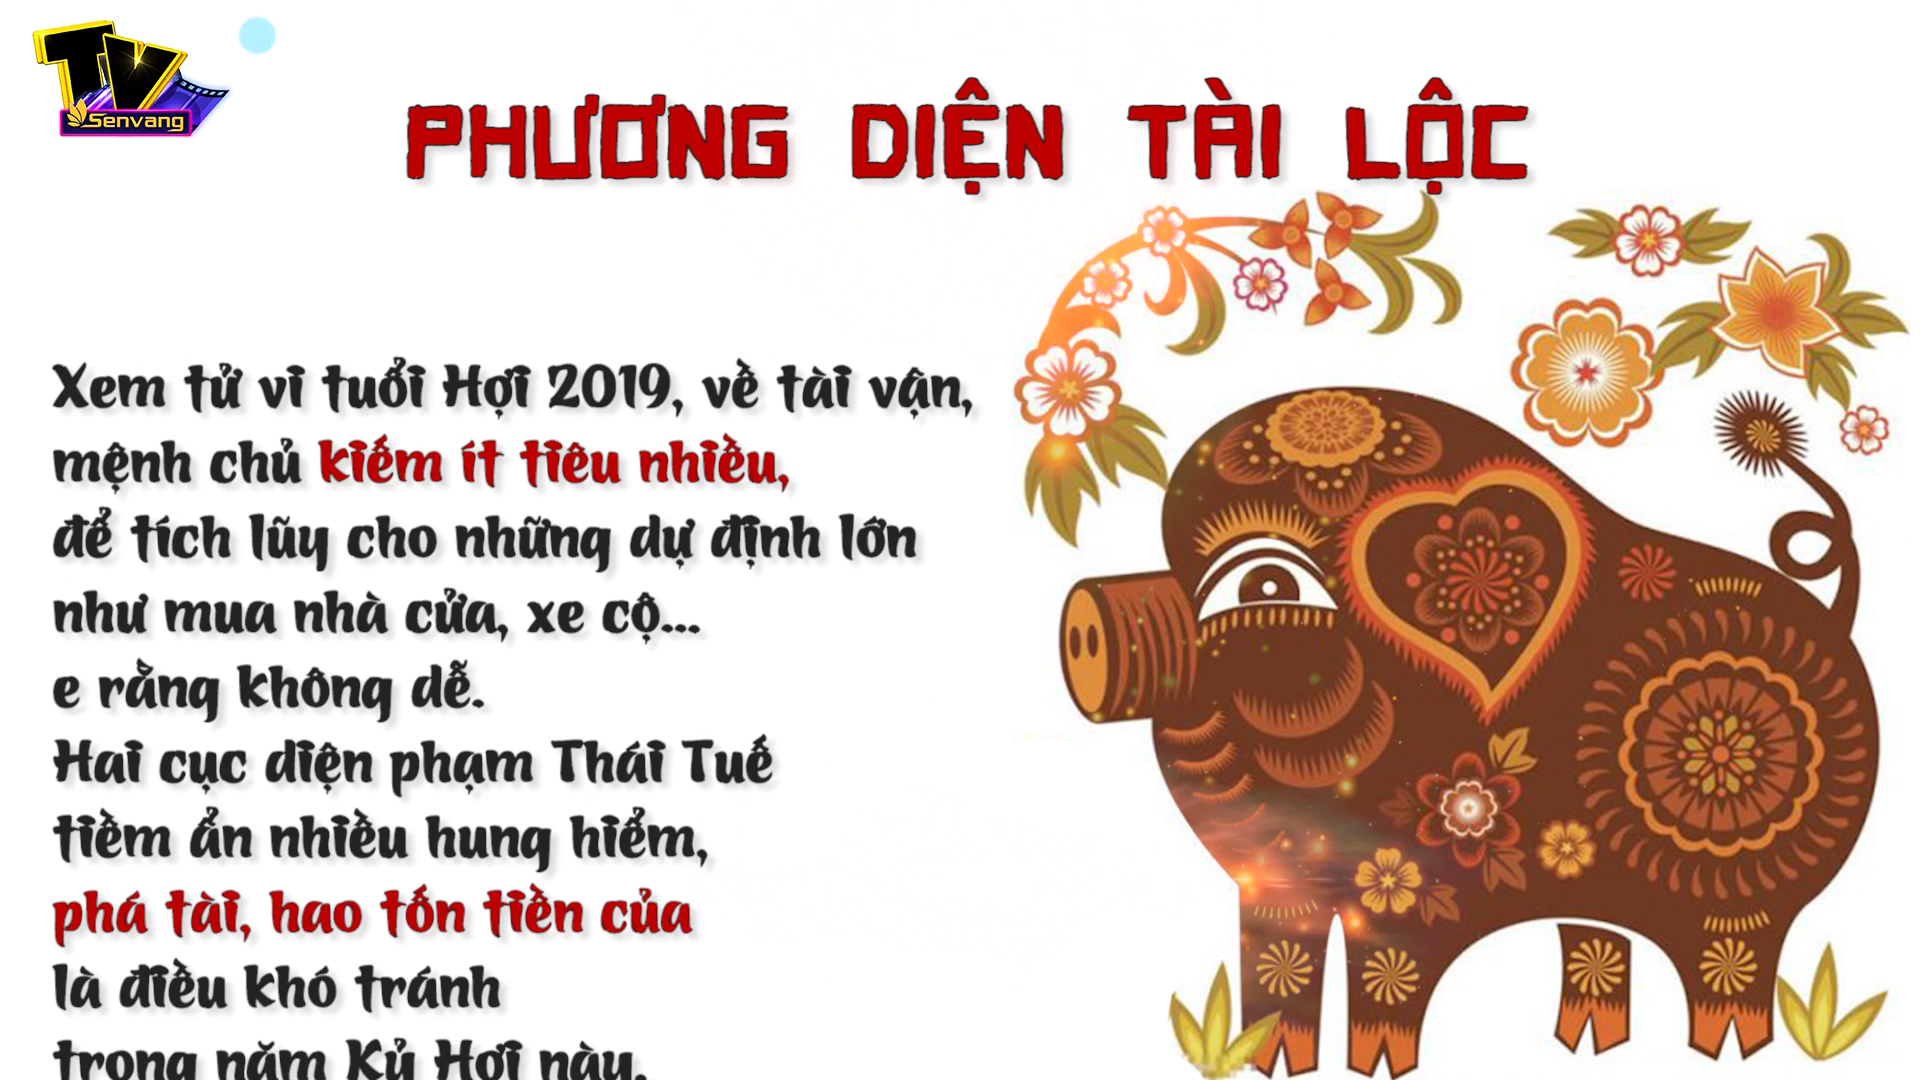 TV
Senvang
PHƯƠNG DIỆN TÀI LỘC
Xem tử vi tuổi Hợi 2019, về tài vận,
mệnh chủ kiếm ít tiêu nhiều,
để tích lũy cho những dự định lớn
như mua nhà cửa, xe cộ...
e rằng không dễ.
Hai cục diện phạm Thái Tuế
tiềm ẩn nhiều hung hiểm,
phá tài, hao tốn tiền của
là điều khó tránh
trong năm Kỷ Hợi này.